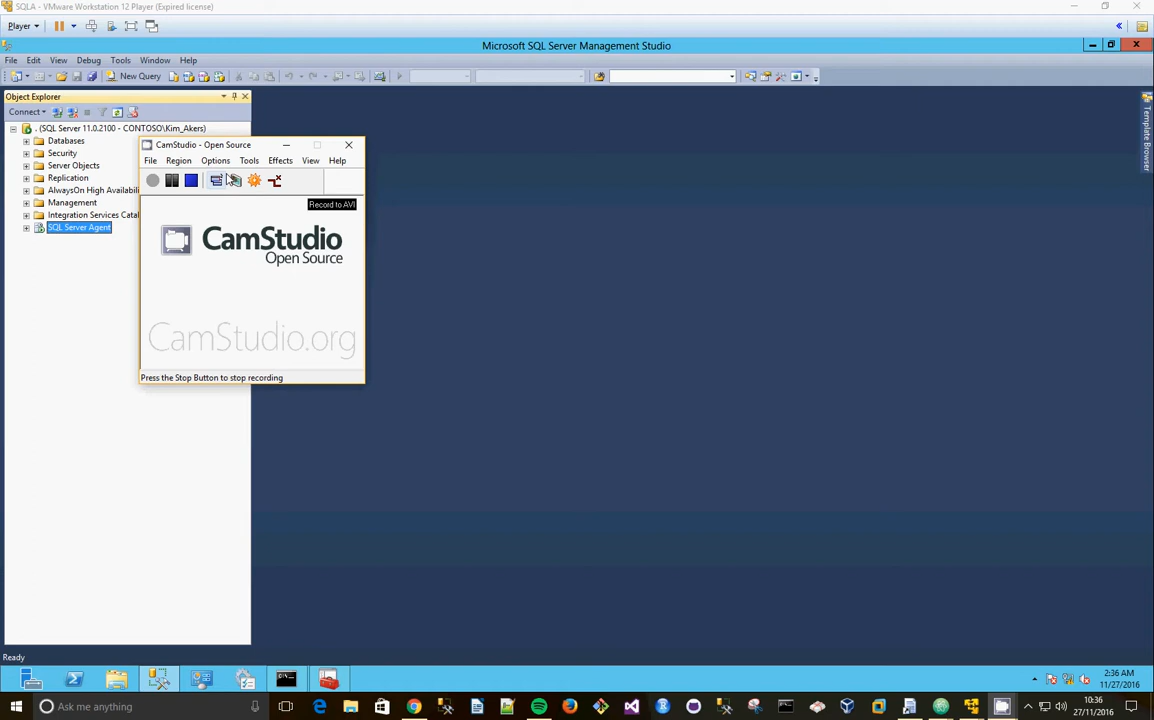 SQLA - VMware Workstation 12 Player (Expired license)
Player
Microsoft SQL Server Management Studio
File Edit View Debug Tools Window Help
New Query
Object Explorer
Connect
. (SQL Server 11.0.2100 - CONTOSO\Kim_Akers)
Databases
Security
Server Objects
Replication
AlwaysOn High Availabili
Management
Integration Services Catal
SQL Server Agent
CamStudio - Open Source
File Region Options Tools Effects View Help
Record to AVI
CamStudio
Open Source
CamStudio.org
Press the Stop Button to stop recording
Template Browser
Ready
2:36 AM
11/27/2016
Ask me anything
10:36
27/11/2016